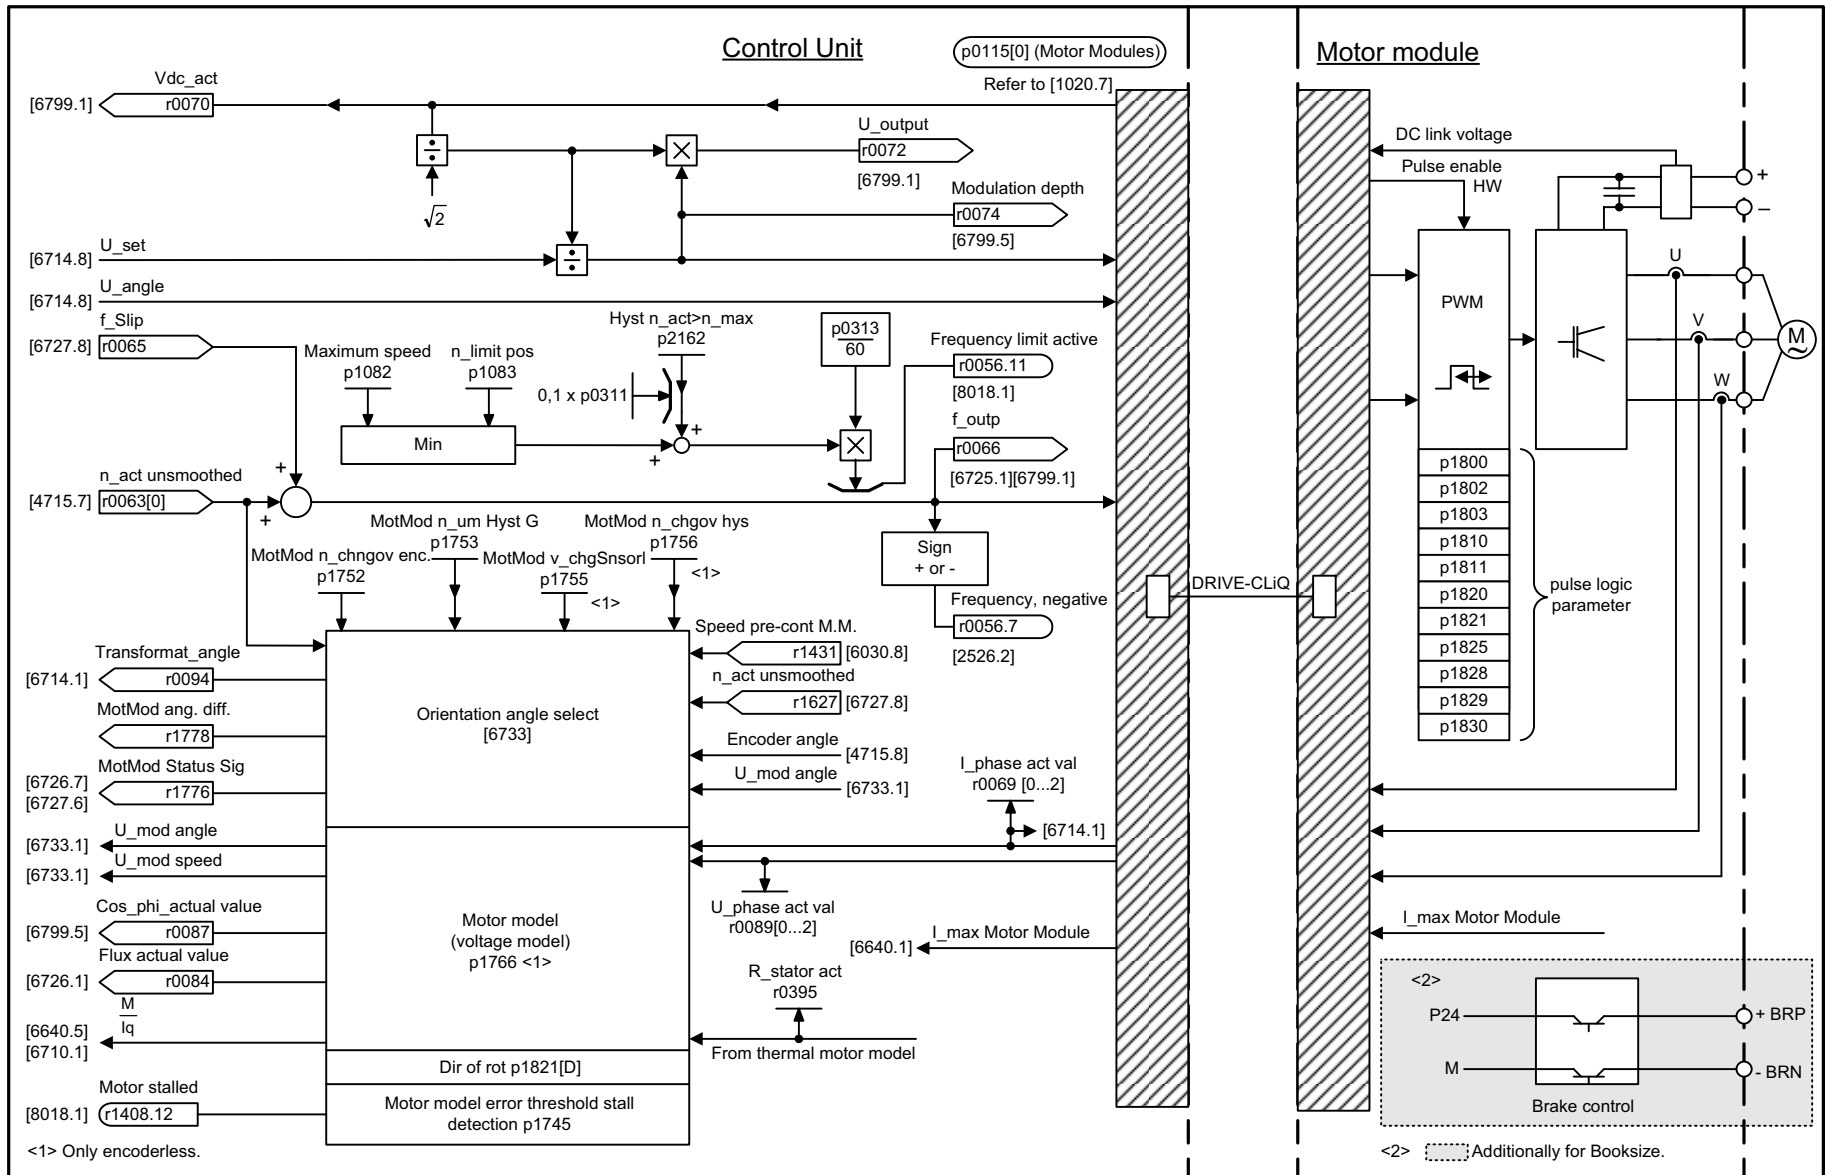 Control Unit
p0115[0] (Motor Modules)
Refer to [1020.7]
Motor module
Vdc_act
[6799.1]
r0070
÷
√2
×
U_output
r0072
[6799.1]
Modulation depth
r0074
[6799.5]
U_set
[6714.8]
÷
U_angle
[6714.8]
f_Slip
[6727.8]
r0065
Maximum speed
p1082
n_limit pos
p1083
Min
Hyst n_act>n_max
p2162
0,1 x p0311
+
+
p0313
60
×
Frequency limit active
r0056.11
[8018.1]
f_outp
r0066
[6725.1][6799.1]
n_act unsmoothed
[4715.7]
r0063[0]
+
+
Sign
+ or -
Frequency, negative
r0056.7
[2526.2]
MotMod n_chngov enc.
p1752
MotMod n_um Hyst G
p1753
MotMod v_chgSnsorl
p1755
<1>
MotMod n_chgov hys
p1756
<1>
Speed pre-cont M.M.
r1431
[6030.8]
n_act unsmoothed
r1627
[6727.8]
Encoder angle
[4715.8]
U_mod angle
[6733.1]
Orientation angle select
[6733]
Transformat_angle
[6714.1]
r0094
MotMod ang. diff.
r1778
MotMod Status Sig
[6726.7]
[6727.6]
r1776
U_mod angle
[6733.1]
U_mod speed
[6733.1]
Cos_phi_actual value
[6799.5]
r0087
Flux actual value
[6726.1]
r0084
M
Iq
[6640.5]
[6710.1]
Motor stalled
[8018.1]
r1408.12
Motor model
(voltage model)
p1766 <1>
Dir of rot p1821[D]
Motor model error threshold stall
detection p1745
I_phase act val
r0069 [0...2]
[6714.1]
U_phase act val
r0089[0...2]
[6640.1]
I_max Motor Module
R_stator act
r0395
From thermal motor model
<1> Only encoderless.
DRIVE-CLiQ
DC link voltage
Pulse enable
HW
+
–
PWM
U
V
W
M
~
p1800
p1802
p1803
p1810
p1811
p1820
p1821
p1825
p1828
p1829
p1830
pulse logic
parameter
I_max Motor Module
<2>
P24
+ BRP
M
- BRN
Brake control
<2>
Additionally for Booksize.